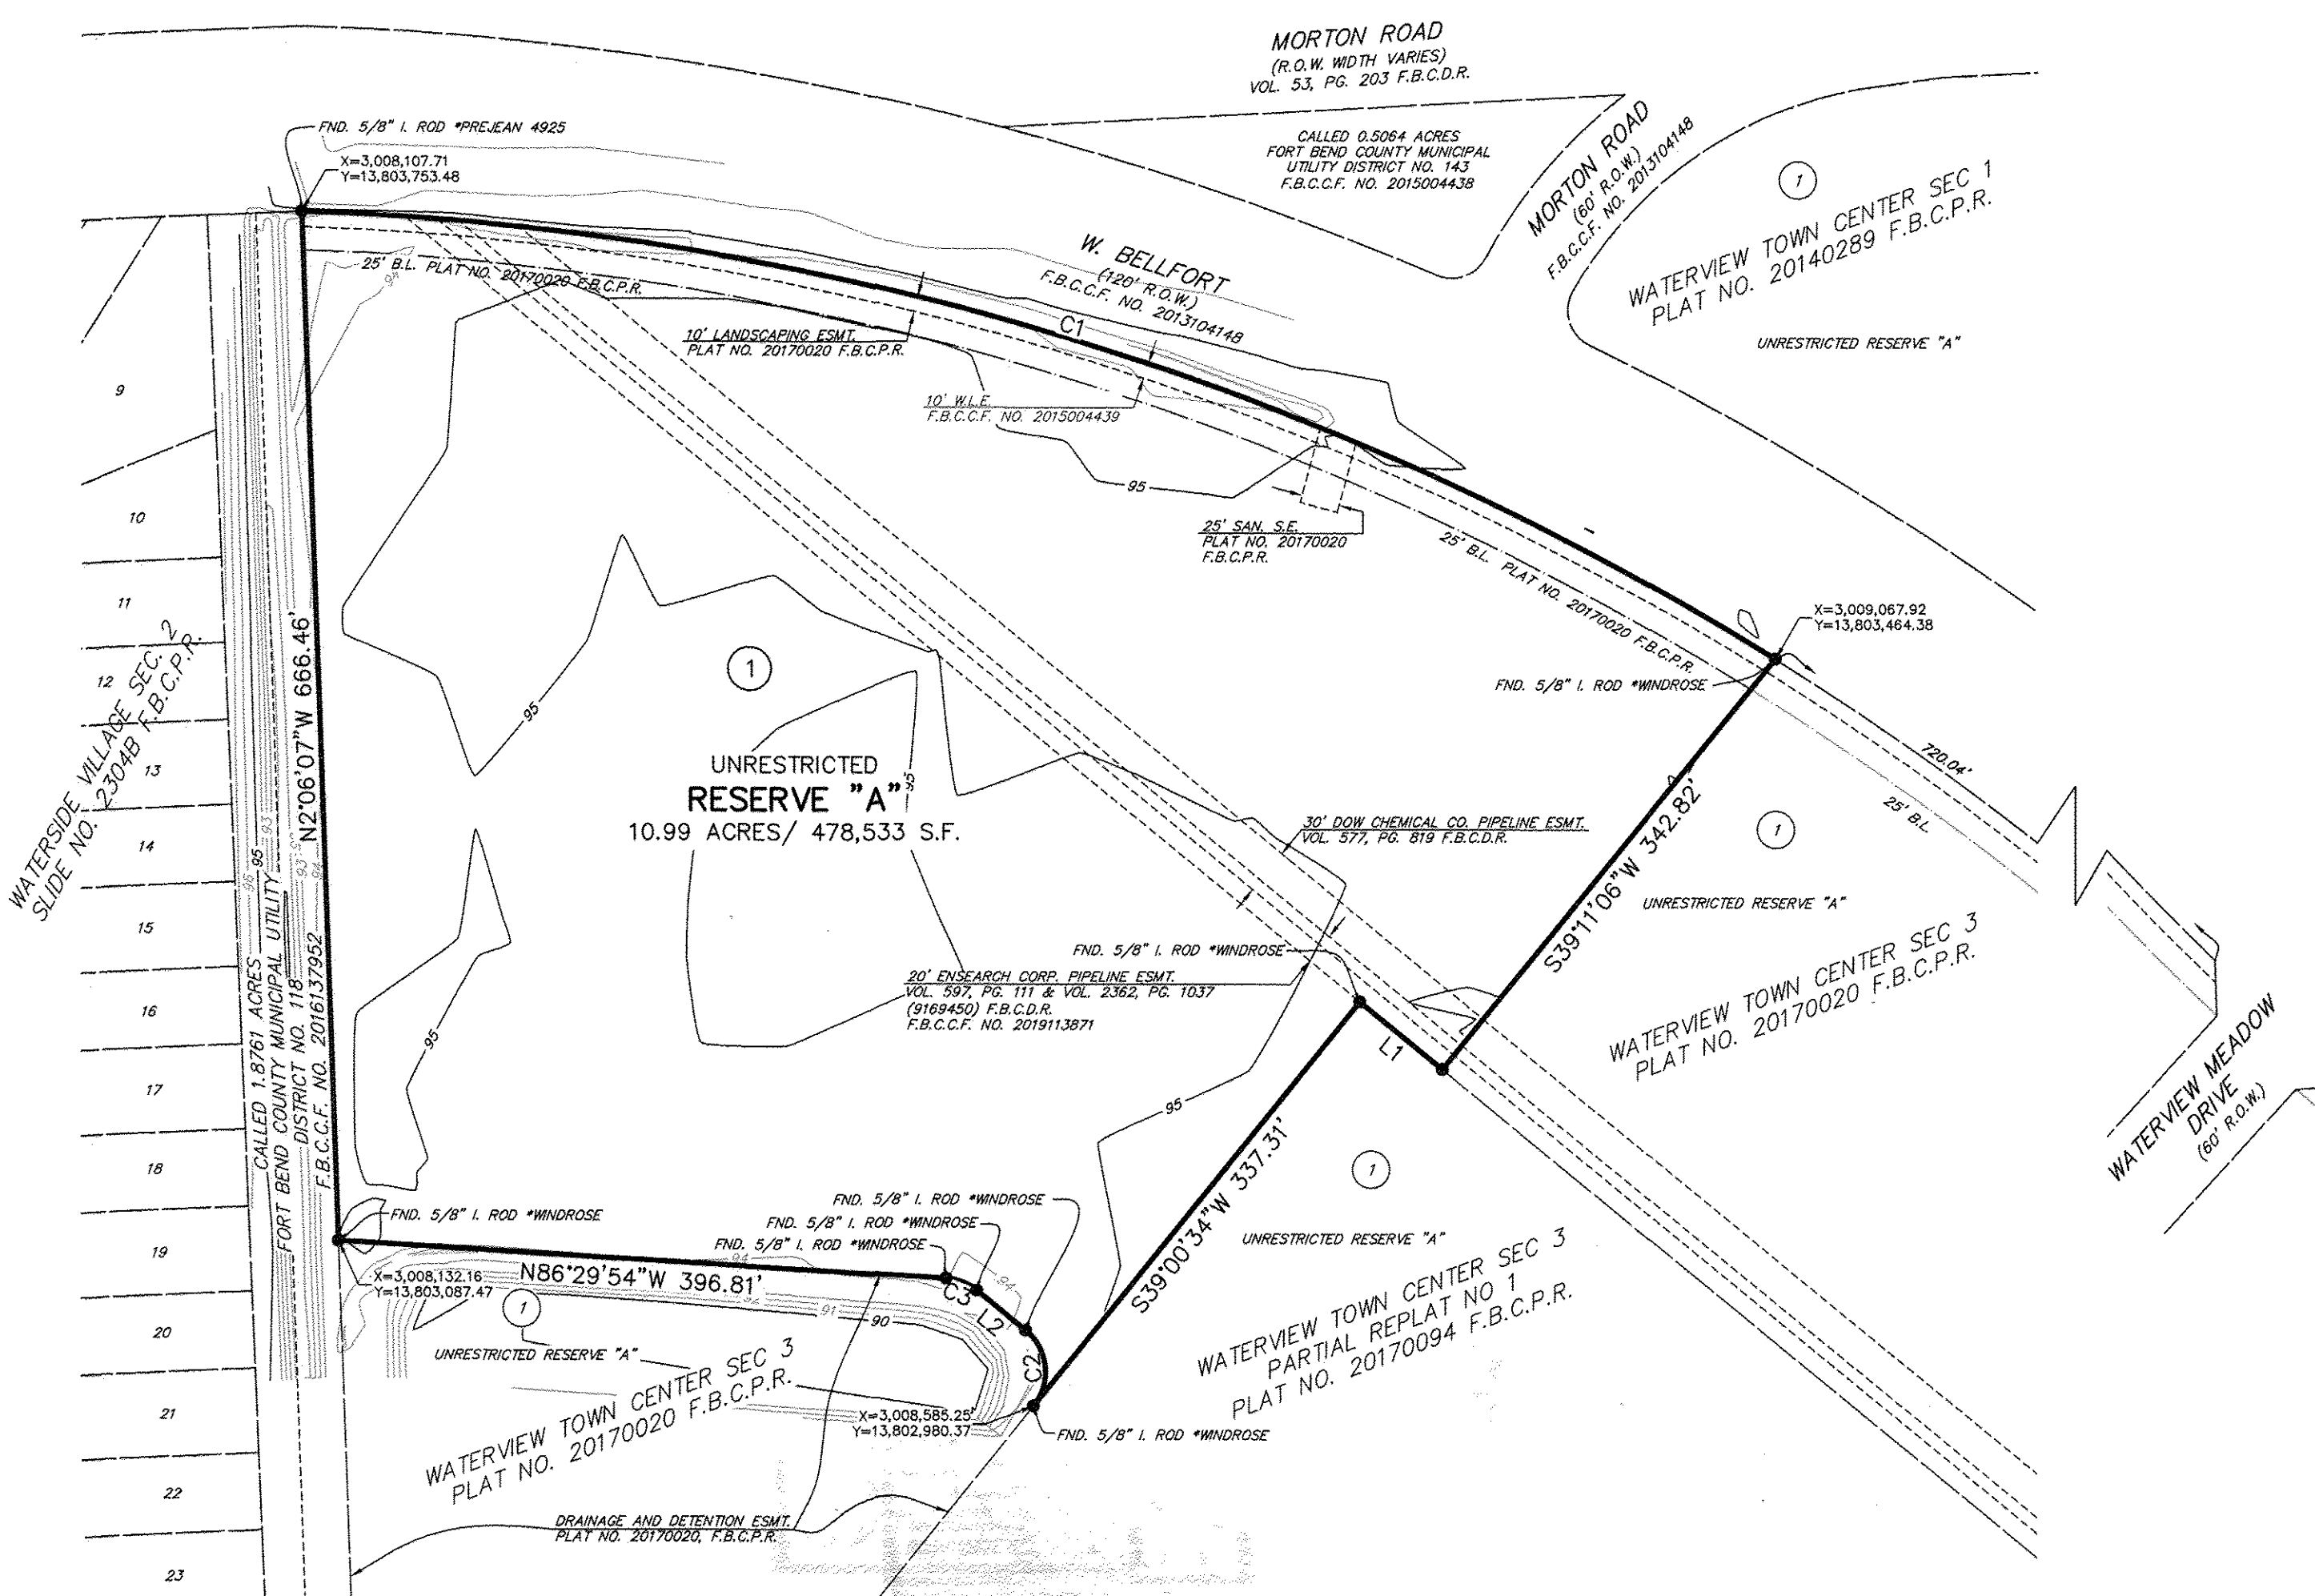 MORTON ROAD
(R.O.W. WIDTH VARIES)
VOL. 53, PG. 203 F.B.C.D.R.
CALLED 0.5064 ACRES
FORT BEND COUNTY MUNICIPAL
UTILITY DISTRICT NO. 143
F.B.C.C.F. NO. 2015004438
MORTON ROAD
(60' R.O.W.)
F.B.C.C.F. NO. 2013104148
1
WATERVIEW TOWN CENTER SEC 1
PLAT NO. 20140289 F.B.C.P.R.
UNRESTRICTED RESERVE "A"
FND. 5/8" I. ROD *PREJEAN 4925
X=3,008,107.71
Y=13,803,753.48
W. BELLFORT
(120' R.O.W.)
F.B.C.C.F. NO. 2013104148
C1
25' B.L. PLAT NO. 20170020 F.B.C.P.R.
10' LANDSCAPING ESMT.
PLAT NO. 20170020 F.B.C.P.R.
10' W.L.E.
F.B.C.C.F. NO. 2015004439
95
25' SAN. S.E.
PLAT NO. 20170020
F.B.C.P.R.
25' B.L. PLAT NO. 20170020 F.B.C.P.R.
X=3,009,067.92
Y=13,803,464.38
FND. 5/8" I. ROD *WINDROSE
720.04'
25' B.L.
9
10
11
12
13
14
15
16
17
18
19
20
21
22
23
WATERSIDE VILLAGE SEC. 2
SLIDE NO. 2304B F.B.C.P.R.
N2°06'07"W 666.46'
CALLED 1.8761 ACRES
FORT BEND COUNTY MUNICIPAL UTILITY
DISTRICT NO. 118
F.B.C.C.F. NO. 2016137952
96
95
93
93
94
1
95
UNRESTRICTED
RESERVE "A"
10.99 ACRES/ 478,533 S.F.
95
30' DOW CHEMICAL CO. PIPELINE ESMT.
VOL. 577, PG. 819 F.B.C.D.R.
S39°11'06"W 342.82'
1
UNRESTRICTED RESERVE "A"
WATERVIEW TOWN CENTER SEC 3
PLAT NO. 20170020 F.B.C.P.R.
FND. 5/8" I. ROD *WINDROSE
20' ENSEARCH CORP. PIPELINE ESMT.
VOL. 597, PG. 111 & VOL. 2362, PG. 1037
(9169450) F.B.C.D.R.
F.B.C.C.F. NO. 2019113871
L1
95
95
WATERVIEW MEADOW
DRIVE
(60' R.O.W.)
S39°00'34"W 337.31'
1
UNRESTRICTED RESERVE "A"
WATERVIEW TOWN CENTER SEC 3
PARTIAL REPLAT NO 1
PLAT NO. 20170094 F.B.C.P.R.
FND. 5/8" I. ROD *WINDROSE
FND. 5/8" I. ROD *WINDROSE
FND. 5/8" I. ROD *WINDROSE
FND. 5/8" I. ROD *WINDROSE
X=3,008,132.16
Y=13,803,087.47
N86°29'54"W 396.81'
94
94
C3
L2
C2
91
90
1
UNRESTRICTED RESERVE "A"
WATERVIEW TOWN CENTER SEC 3
PLAT NO. 20170020 F.B.C.P.R.
X=3,008,585.25'
Y=13,802,980.37
FND. 5/8" I. ROD *WINDROSE
DRAINAGE AND DETENTION ESMT.
PLAT NO. 20170020, F.B.C.P.R.